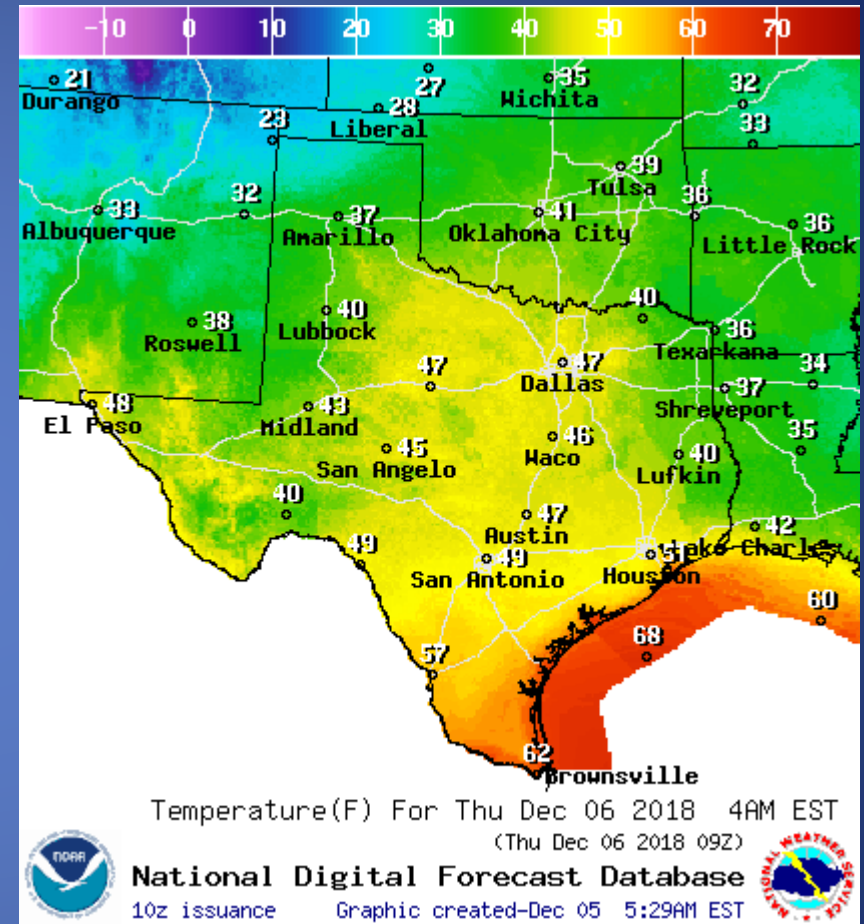 -10 0 10 20 30 40 50 60 70
21
Durango
27
35
Wichita
28
Liberal
32
23
33
39
Tulsa
33
Albuquerque
32
37
Amarillo
41
Oklahoma City
36
36
Little Rock
38
Roswell
40
Lubbock
40
36
Texarkana
47
47
Dallas
34
37
Shreveport
48
El Paso
43
Midland
45
San Angelo
46
Waco
40
Lufkin
35
40
47
Austin
42
Lake Charles
49
49
San Antonio
51
Houston
60
68
57
62
Brownsville
Temperature(F) For Thu Dec 06 2018 4AM EST
(Thu Dec 06 2018 09Z)
NOAA
NATIONAL WEATHER SERVICE
National Digital Forecast Database
10z issuance Graphic created-Dec 05 5:29AM EST